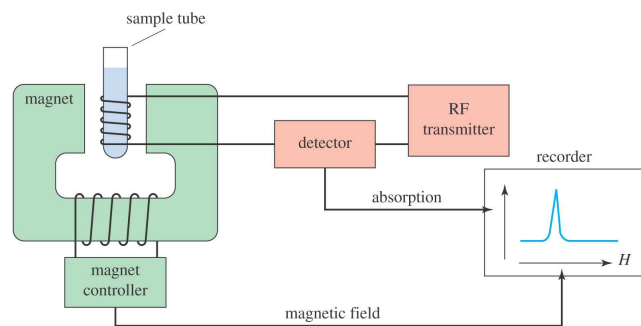 sample tube
magnet
RF
transmitter
detector
recorder
absorption
H
magnet
controller
magnetic field